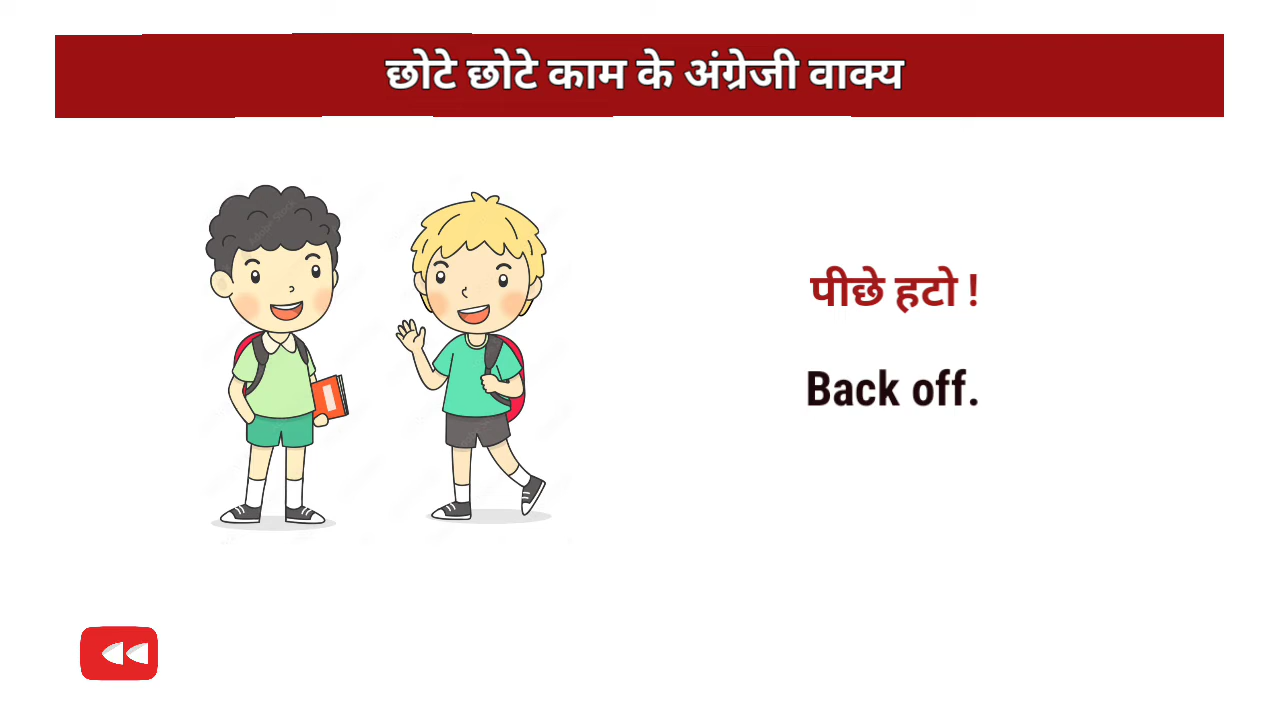 छोटे छोटे काम के अंग्रेजी वाक्य
पीछे हटो !
Back off.